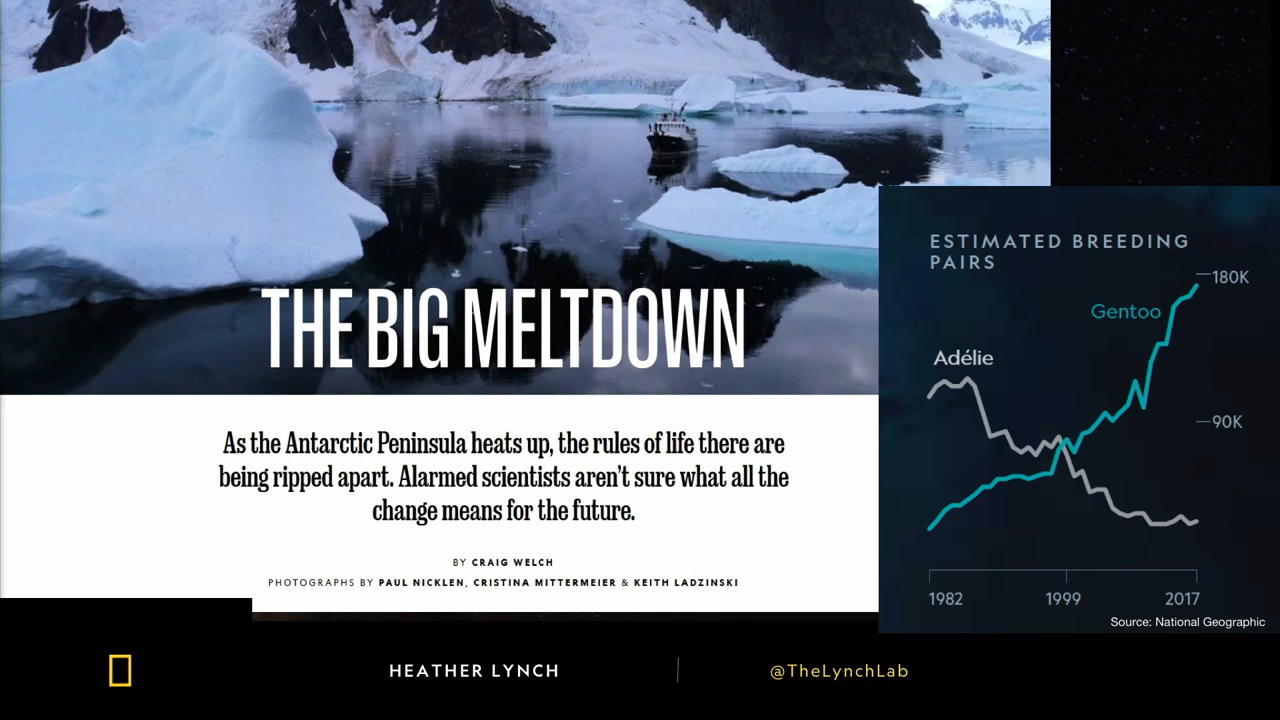 THE BIG MELTDOWN
As the Antarctic Peninsula heats up, the rules of life there are
being ripped apart. Alarmed scientists aren’t sure what all the
change means for the future.
BY CRAIG WELCH
PHOTOGRAPHS BY PAUL NICKLEN, CRISTINA MITTERMEIER & KEITH LADZINSKI
ESTIMATED BREEDING
PAIRS
180K
Gentoo
Adélie
90K
1982 1999 2017
Source: National Geographic
HEATHER LYNCH
@TheLynchLab